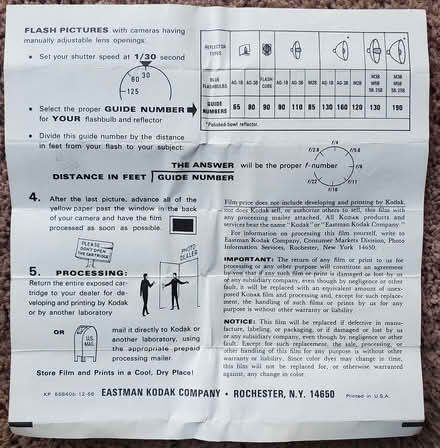 FLASH PICTURES with cameras having
manually adjustable lens openings:
• Set your shutter speed at 1/30 second
60 30
125
• Select the proper GUIDE NUMBER
for YOUR flashbulb and reflector
• Divide this guide number by the distance
in feet from your flash to your subject:
REFLECTOR TYPES
BLUE FLASHBULBS AG-1B AG-3B FLASH CUBE AG-1B AG-3B M2B AG-1B AG-3B M2B M3B M5B 5B 25B M3B M5B 5B 25B
GUIDE NUMBERS 65 80 90 90 110 85 130 160 120 130 190
*Polished-bowl reflector.
THE ANSWER will be the proper f-number
DISTANCE IN FEET GUIDE NUMBER
f/4
f/2.8 f/5.6
f/22 f/8
f/16 f/11
4. After the last picture, advance all of the
yellow paper past the window in the back
of your camera and have the film
processed as soon as possible.
PLEASE
DON'T OPEN
THE CARTRIDGE
PHOTO
DEALER
5. PROCESSING:
Return the entire exposed car-
tridge to your dealer for de-
veloping and printing by Kodak
or by another laboratory
OR
U.S.
MAIL
mail it directly to Kodak or
another laboratory, using
the appropriate prepaid
processing mailer.
Store Film and Prints in a Cool, Dry Place!
Film price does not include developing and printing by Kodak,
nor does Kodak sell, or authorize others to sell, this film with
any processing mailer attached. All KODAK products and
services bear the name "Kodak" or "Eastman Kodak Company."
For information on processing this film yourself, write to
Eastman Kodak Company, Consumer Markets Division, Photo
Information Services, Rochester, New York 14650.
IMPORTANT: The return of any film or print to us for
processing or any other purpose will constitute an agreement
by you that if any such film or print is damaged or lost by us
or any subsidiary company, even though by negligence or other
fault, it will be replaced with an equivalent amount of unex-
posed KODAK film and processing and, except for such replace-
ment, the handling of such films or prints by us for any
purpose is without other warranty or liability.
NOTICE: This film will be replaced if defective in manu-
facture, labeling, or packaging, or if damaged or lost by us
or any subsidiary company, even though by negligence or other
fault. Except for such replacement, the sale, processing, or
other handling of this film for any purpose is without other
warranty or liability. Since color dyes may change in time,
this film will not be replaced for, or otherwise warranted
against, any change in color.
EASTMAN KODAK COMPANY • ROCHESTER, N.Y. 14650
Printed in U.S.A.